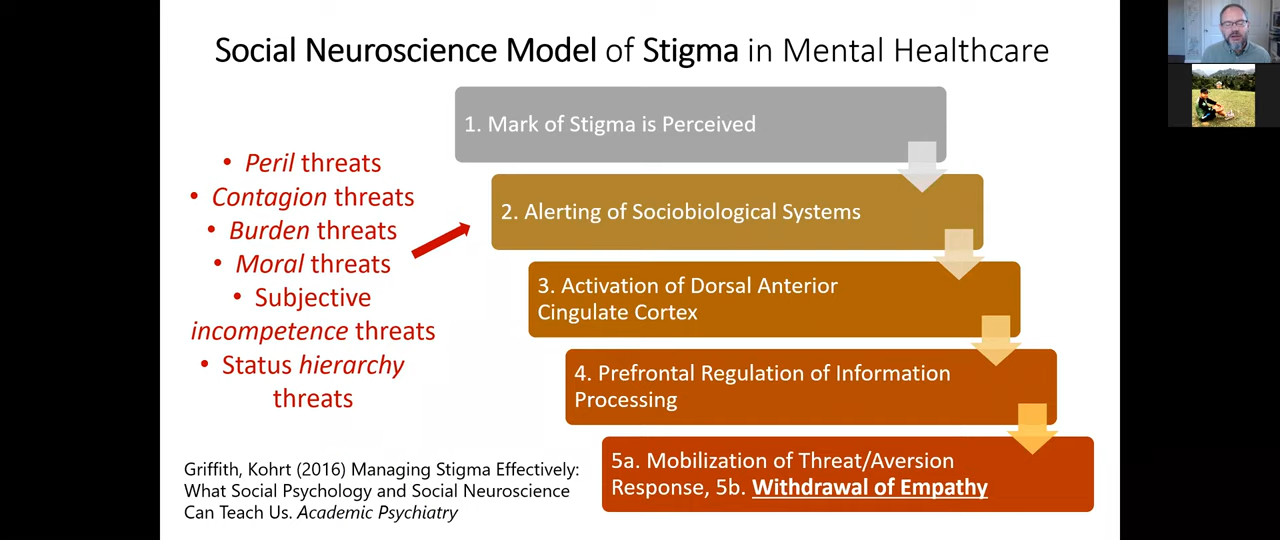 Social Neuroscience Model of Stigma in Mental Healthcare
1. Mark of Stigma is Perceived
• Peril threats
• Contagion threats
• Burden threats
• Moral threats
• Subjective
incompetence threats
• Status hierarchy
threats
2. Alerting of Sociobiological Systems
3. Activation of Dorsal Anterior
Cingulate Cortex
4. Prefrontal Regulation of Information
Processing
5a. Mobilization of Threat/Aversion
Response, 5b. Withdrawal of Empathy
Griffith, Kohrt (2016) Managing Stigma Effectively:
What Social Psychology and Social Neuroscience
Can Teach Us. Academic Psychiatry